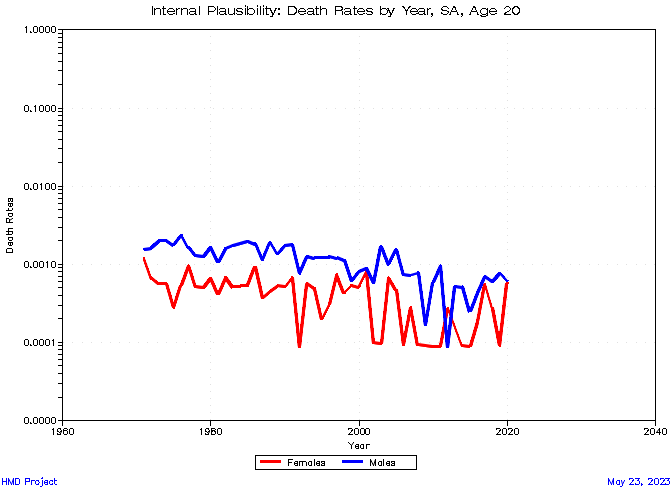 Internal Plausibility: Death Rates by Year, SA, Age 20
1.0000
0.1000
0.0100
0.0010
0.0001
0.0000
Death Rates
1960
1980
2000
2020
2040
Year
Females
Males
HMD Project
May 23, 2023